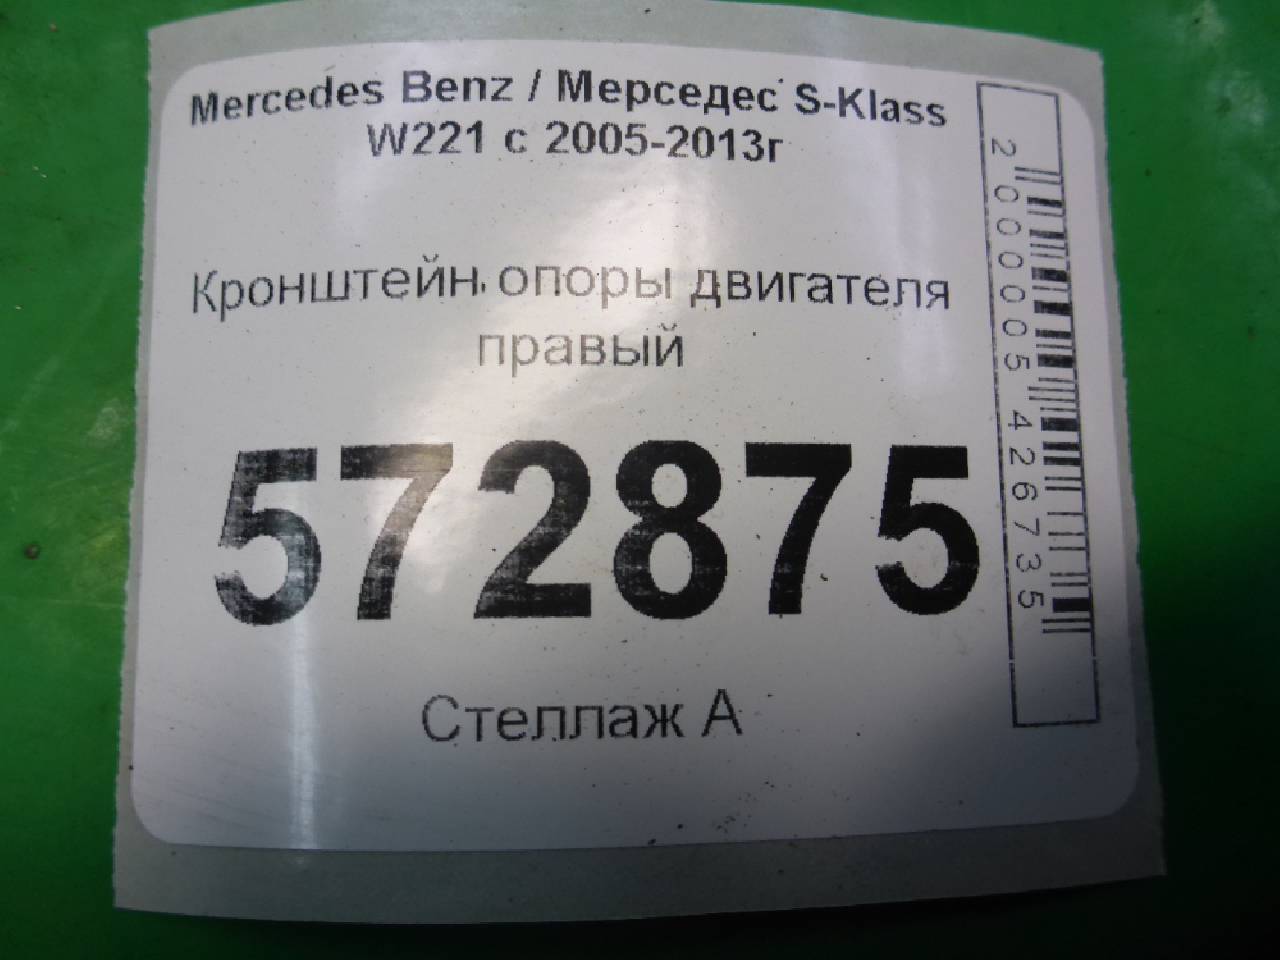 Mercedes Benz / Мерседес S-Klass
W221 с 2005-2013г
Кронштейн опоры двигателя
правый
572875
Стеллаж А
2000005426735